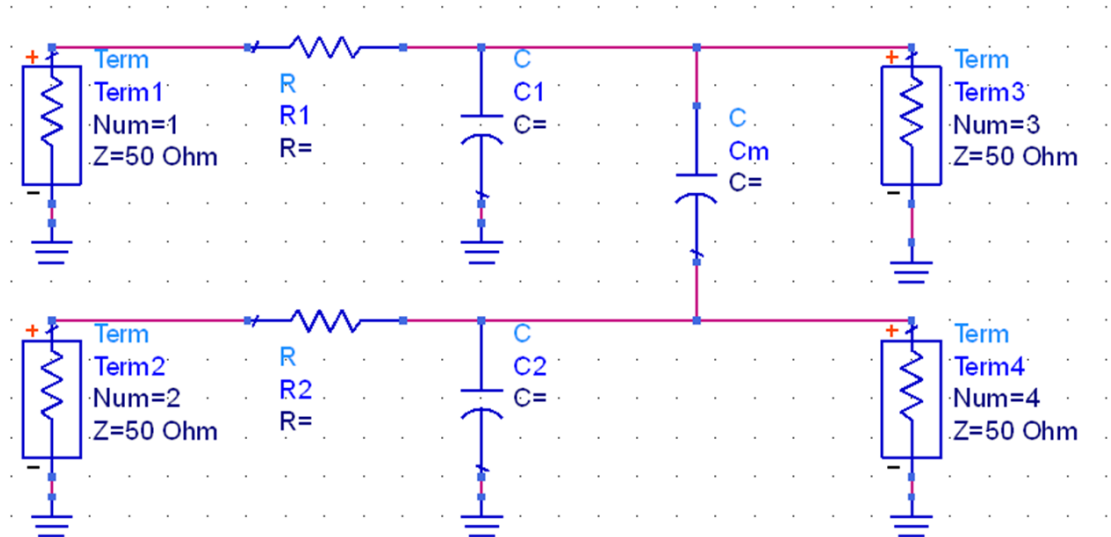 +
Term
Term1
Num=1
Z=50 Ohm
-
R
R1
R=
C
C1
C=
C
Cm
C=
+
Term
Term3
Num=3
Z=50 Ohm
-
+
Term
Term2
Num=2
Z=50 Ohm
-
R
R2
R=
C
C2
C=
+
Term
Term4
Num=4
Z=50 Ohm
-